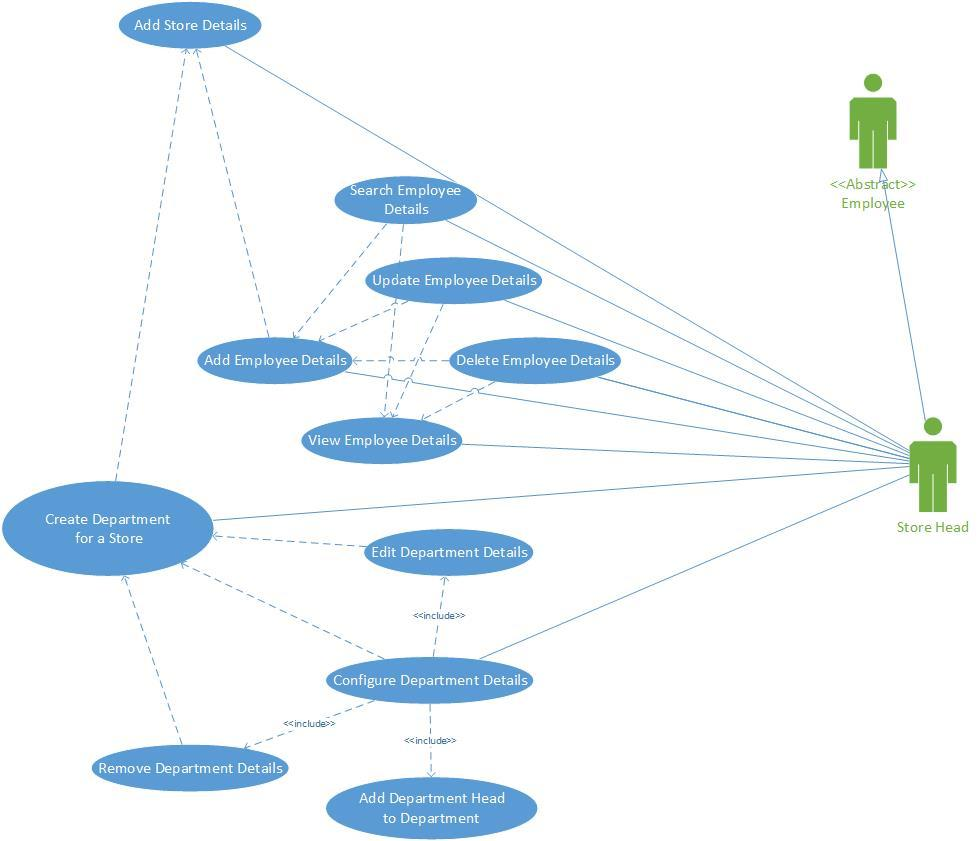 Add Store Details
<<Abstract>>
Employee
Search Employee
Details
Update Employee Details
Add Employee Details
Delete Employee Details
View Employee Details
Create Department
for a Store
Store Head
Edit Department Details
<<include>>
Configure Department Details
<<include>>
<<include>>
Remove Department Details
Add Department Head
to Department